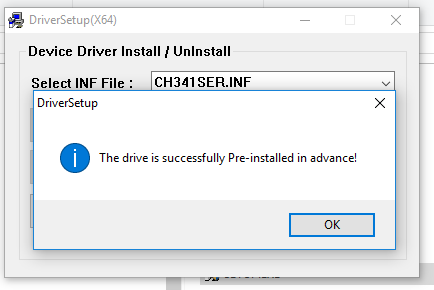 DriverSetup(X64)
Device Driver Install / UnInstall
Select INF File :
CH341SER.INF
DriverSetup
The drive is successfully Pre-installed in advance!
OK